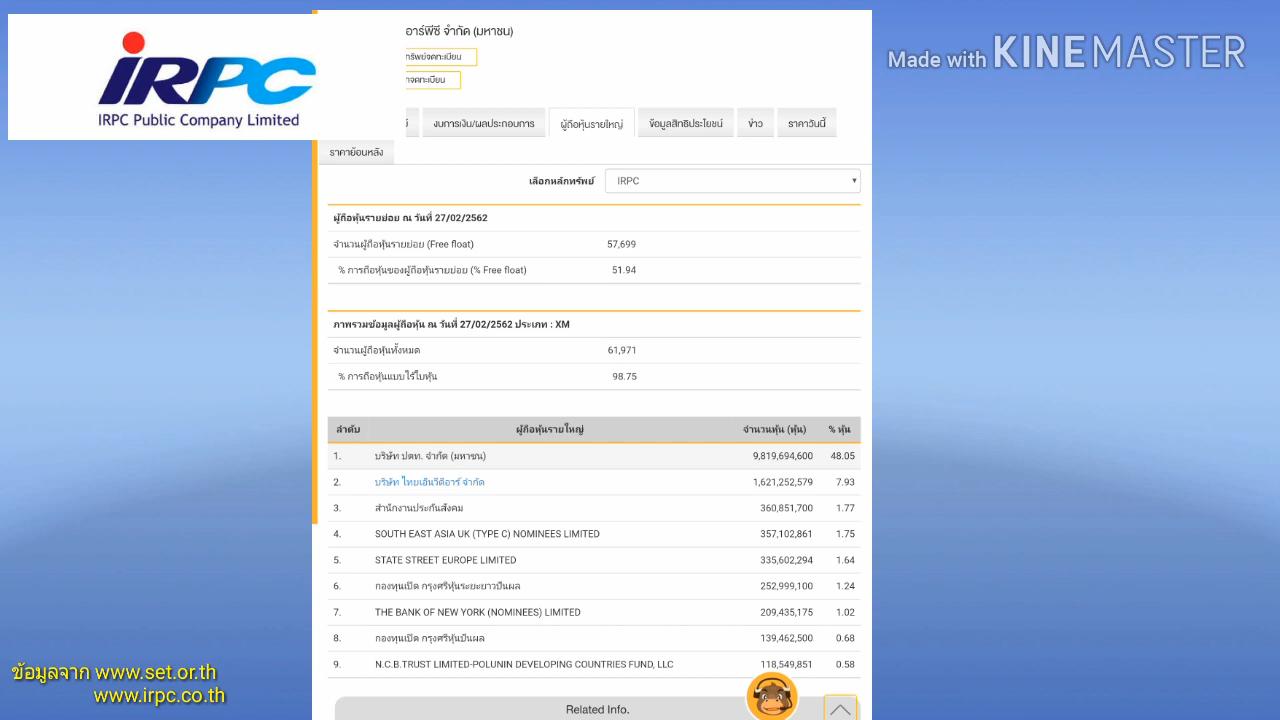 iRPC
IRPC Public Company Limited
Made with KINEMASTER
อาร์พีซี จำกัด (มหาชน)
ทรัพย์จดทะเบียน
าจดทะเบียน
งบการเงิน/ผลประกอบการ ผู้ถือหุ้นรายใหญ่ ข้อมูลสิทธิประโยชน์ ข่าว ราคาวันนี้
ราคาย้อนหลัง
เลือกหลักทรัพย์ IRPC
ผู้ถือหุ้นรายย่อย ณ วันที่ 27/02/2562
จำนวนผู้ถือหุ้นรายย่อย (Free float) 57,699
% การถือหุ้นของผู้ถือหุ้นรายย่อย (% Free float) 51.94
ภาพรวมข้อมูลผู้ถือหุ้น ณ วันที่ 27/02/2562 ประเภท : XM
จำนวนผู้ถือหุ้นทั้งหมด 61,971
% การถือหุ้นแบบไร้ใบหุ้น 98.75
ลำดับ ผู้ถือหุ้นรายใหญ่ จำนวนหุ้น (หุ้น) % หุ้น
1. บริษัท ปตท. จำกัด (มหาชน) 9,819,694,600 48.05
2. บริษัท ไทยเอ็นวีดีอาร์ จำกัด 1,621,252,579 7.93
3. สำนักงานประกันสังคม 360,851,700 1.77
4. SOUTH EAST ASIA UK (TYPE C) NOMINEES LIMITED 357,102,861 1.75
5. STATE STREET EUROPE LIMITED 335,602,294 1.64
6. กองทุนเปิด กรุงศรีหุ้นระยะยาวปันผล 252,999,100 1.24
7. THE BANK OF NEW YORK (NOMINEES) LIMITED 209,435,175 1.02
8. กองทุนเปิด กรุงศรีหุ้นปันผล 139,462,500 0.68
9. N.C.B.TRUST LIMITED-POLUNIN DEVELOPING COUNTRIES FUND, LLC 118,549,851 0.58
Related Info.
ข้อมูลจาก www.set.or.th
www.irpc.co.th